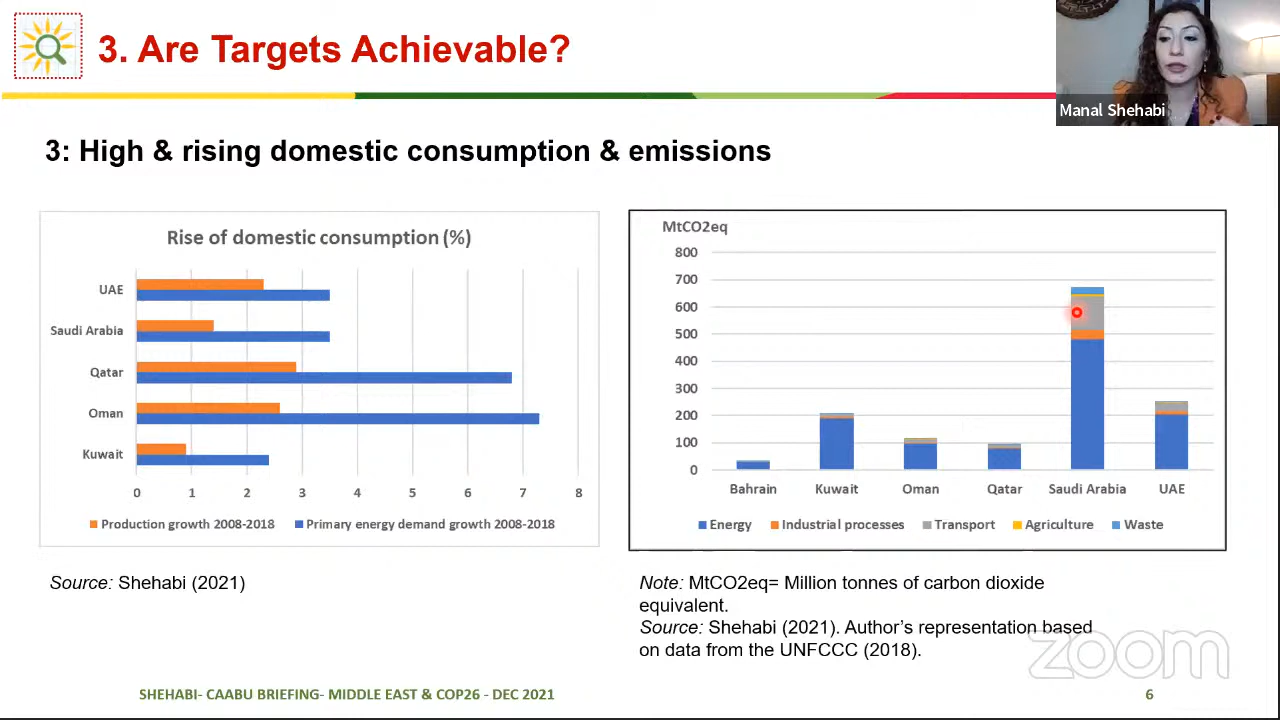 3. Are Targets Achievable?
Manal Shehabi
3: High & rising domestic consumption & emissions
Rise of domestic consumption (%)
UAE
Saudi Arabia
Qatar
Oman
Kuwait
0 1 2 3 4 5 6 7 8
Production growth 2008-2018 Primary energy demand growth 2008-2018
Source: Shehabi (2021)
MtCO2eq
800
700
600
500
400
300
200
100
0
Bahrain Kuwait Oman Qatar Saudi Arabia UAE
Energy Industrial processes Transport Agriculture Waste
Note: MtCO2eq= Million tonnes of carbon dioxide
equivalent.
Source: Shehabi (2021). Author's representation based
on data from the UNFCCC (2018).
zoom
SHEHABI- CAABU BRIEFING- MIDDLE EAST & COP26 - DEC 2021
6